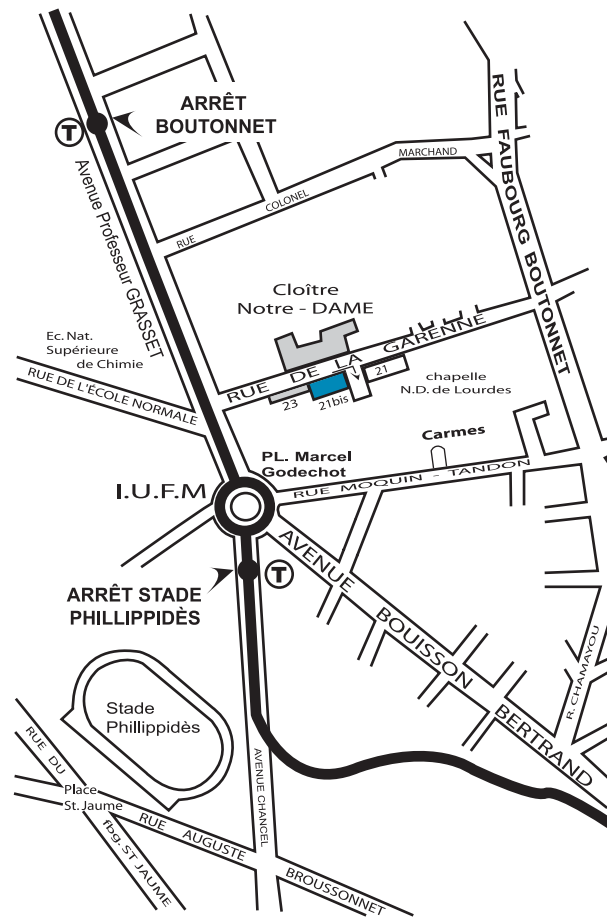 ARRÊT
BOUTONNET
T
Avenue Professeur GRASSET
RUE FAUBOURG BOUTONNET
RUE COLONEL MARCHAND
Cloître
Notre - DAME
RUE DE LA GARENNE
23
21bis
21
Ec. Nat.
Supérieure
de Chimie
RUE DE L'ÉCOLE NORMALE
chapelle
N.D. de Lourdes
Carmes
PL. Marcel
Godechot
I.U.F.M
RUE MOQUIN - TANDON
AVENUE BOUISSON BERTRAND
T
ARRÊT STADE
PHILLIPPIDÈS
R. CHAMAYOU
Stade
Phillippidès
AVENUE CHANCEL
RUE DU fbg. ST JAUME
Place
St. Jaume
RUE AUGUSTE BROUSSONNET